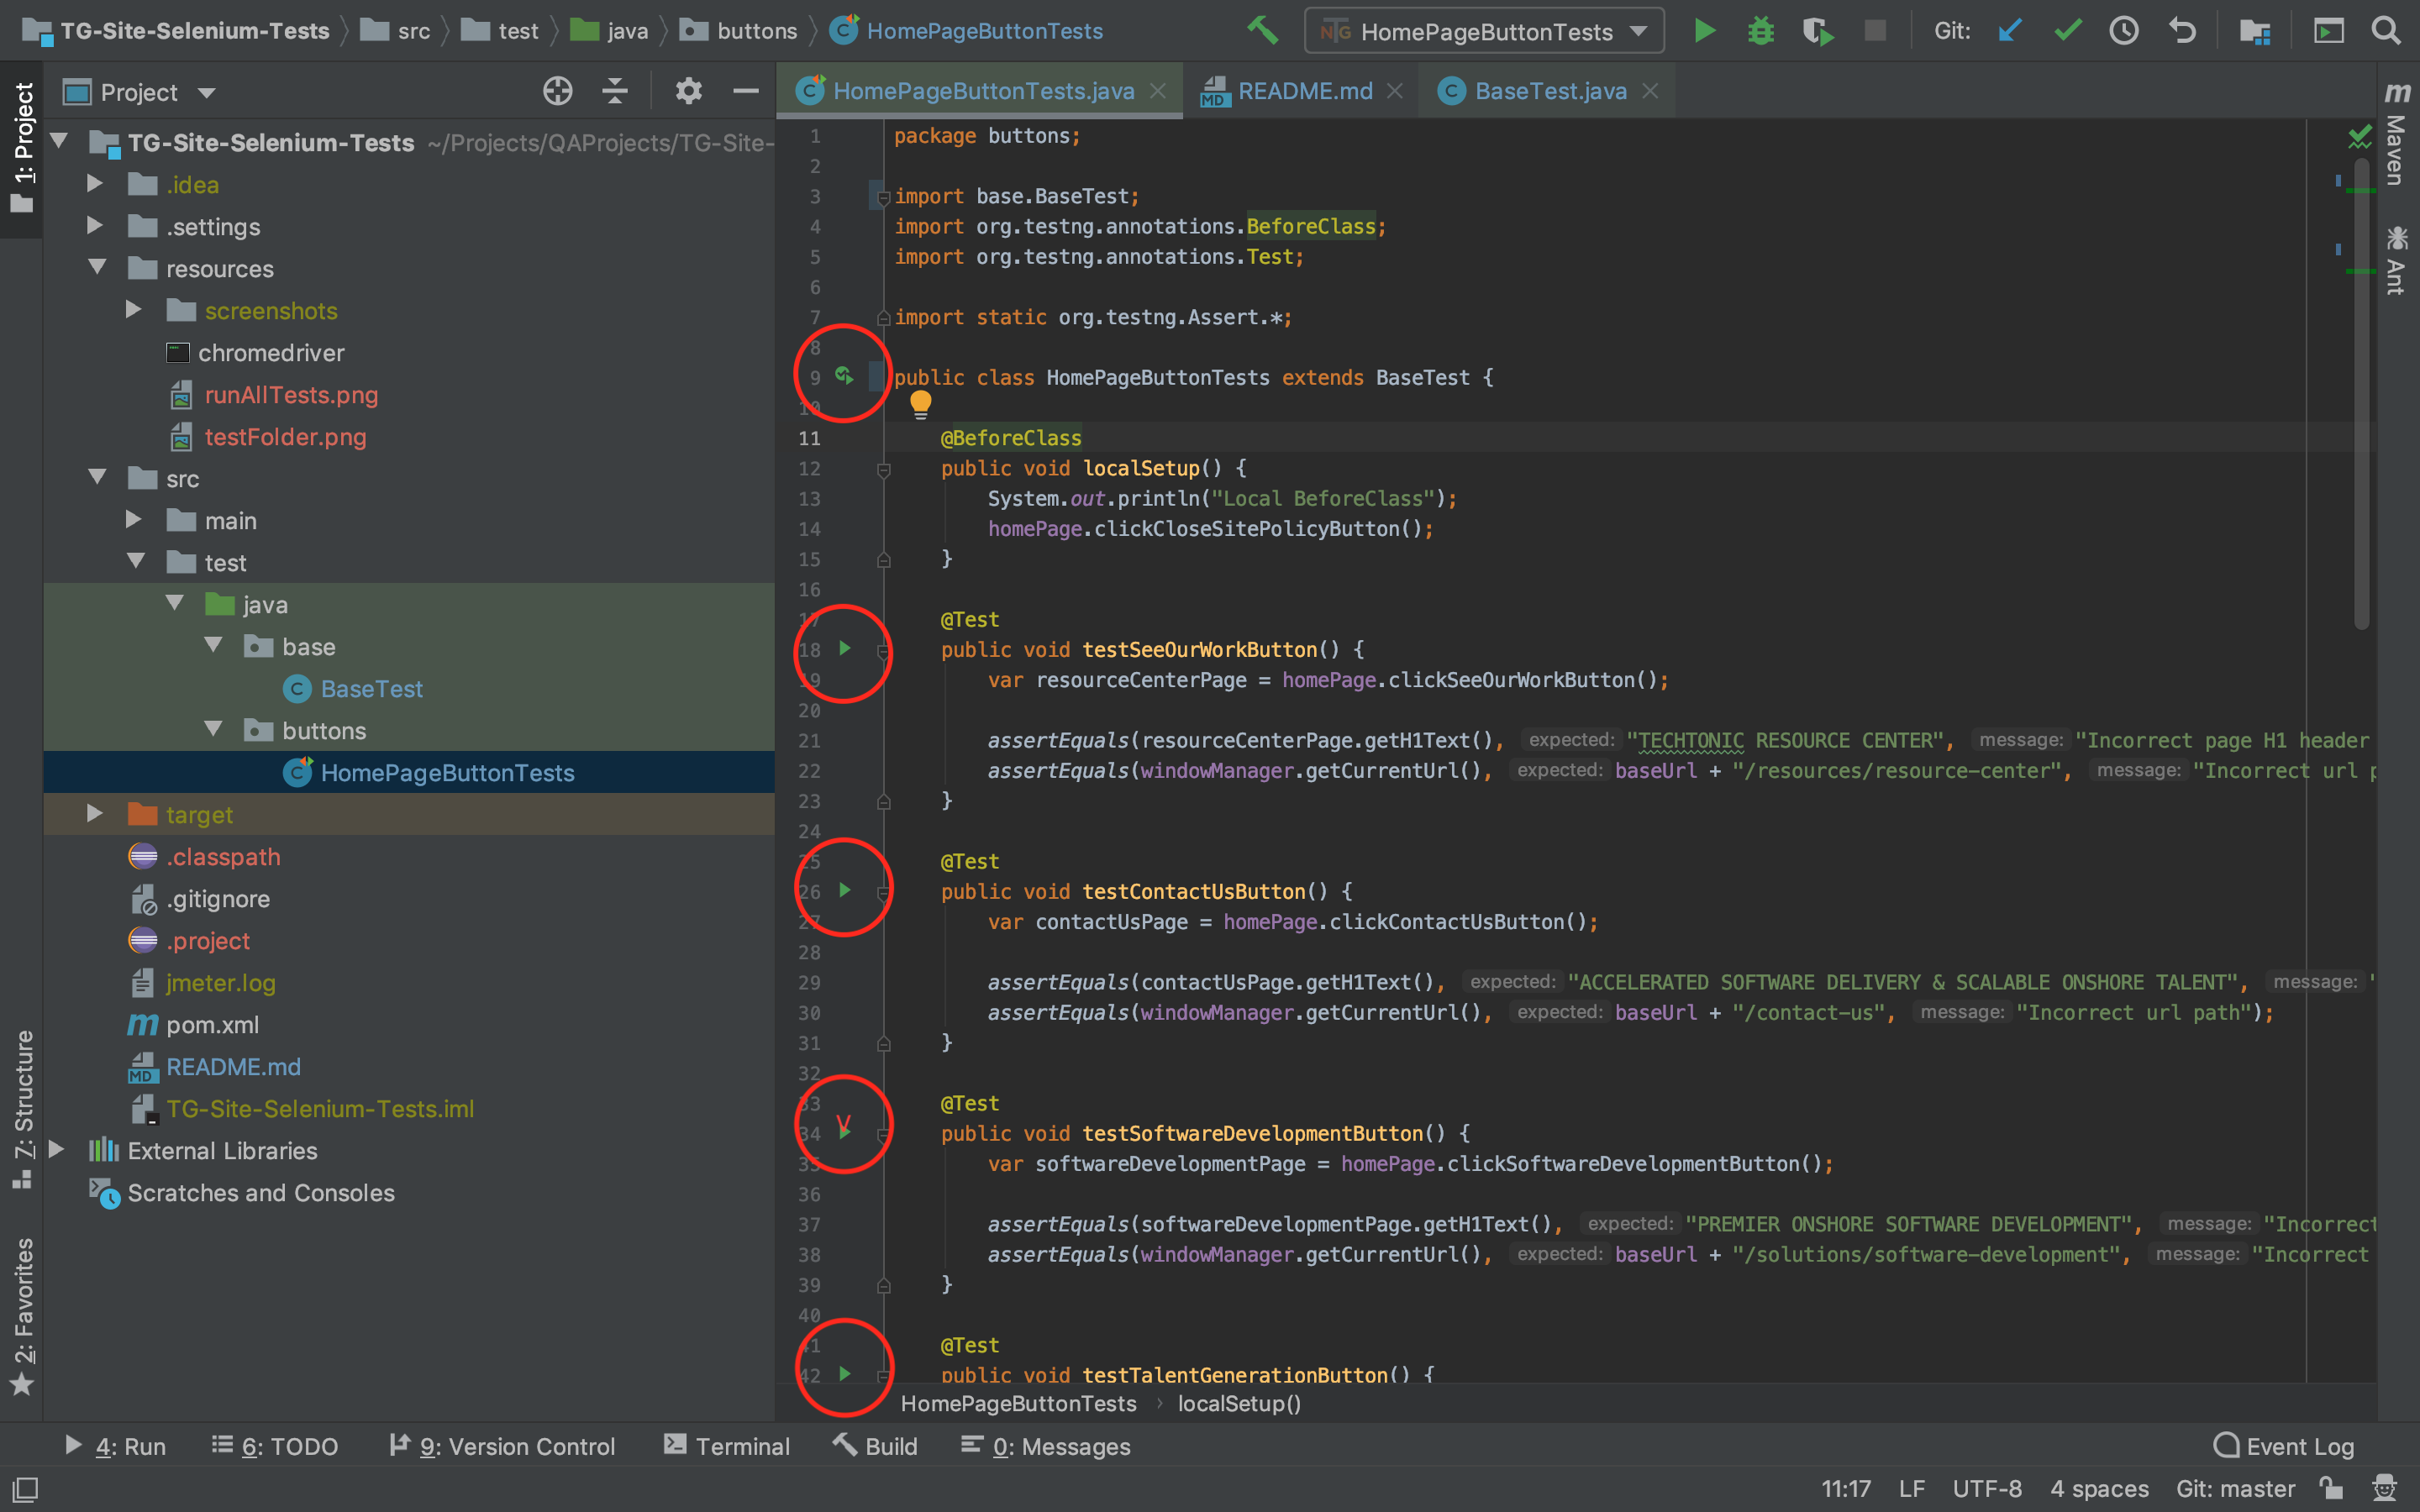 TG-Site-Selenium-Tests src test java buttons HomePageButtonTests
HomePageButtonTests Git:
1: Project
Project
HomePageButtonTests.java README.md BaseTest.java
TG-Site-Selenium-Tests ~/Projects/QAProjects/TG-Site-
.idea
.settings
resources
screenshots
chromedriver
runAllTests.png
testFolder.png
src
main
test
java
base
BaseTest
buttons
HomePageButtonTests
target
.classpath
.gitignore
.project
jmeter.log
pom.xml
README.md
TG-Site-Selenium-Tests.iml
External Libraries
Scratches and Consoles
7: Structure
2: Favorites
1 package buttons;
2
3 import base.BaseTest;
4 import org.testng.annotations.BeforeClass;
5 import org.testng.annotations.Test;
6
7 import static org.testng.Assert.*;
8
9 public class HomePageButtonTests extends BaseTest {
10
11 @BeforeClass
12 public void localSetup() {
13 System.out.println("Local BeforeClass");
14 homePage.clickCloseSitePolicyButton();
15 }
16
17 @Test
18 public void testSeeOurWorkButton() {
19 var resourceCenterPage = homePage.clickSeeOurWorkButton();
20
21 assertEquals(resourceCenterPage.getH1Text(), expected: "TECHTONIC RESOURCE CENTER", message: "Incorrect page H1 header
22 assertEquals(windowManager.getCurrentUrl(), expected: baseUrl + "/resources/resource-center", message: "Incorrect url p
23 }
24
25 @Test
26 public void testContactUsButton() {
27 var contactUsPage = homePage.clickContactUsButton();
28
29 assertEquals(contactUsPage.getH1Text(), expected: "ACCELERATED SOFTWARE DELIVERY & SCALABLE ONSHORE TALENT", message: "
30 assertEquals(windowManager.getCurrentUrl(), expected: baseUrl + "/contact-us", message: "Incorrect url path");
31 }
32
33 @Test
34 public void testSoftwareDevelopmentButton() {
35 var softwareDevelopmentPage = homePage.clickSoftwareDevelopmentButton();
36
37 assertEquals(softwareDevelopmentPage.getH1Text(), expected: "PREMIER ONSHORE SOFTWARE DEVELOPMENT", message: "Incorrect
38 assertEquals(windowManager.getCurrentUrl(), expected: baseUrl + "/solutions/software-development", message: "Incorrect
39 }
40
41 @Test
42 public void testTalentGenerationButton() {
HomePageButtonTests localSetup()
Maven
Ant
4: Run 6: TODO 9: Version Control Terminal Build 0: Messages Event Log
11:17 LF UTF-8 4 spaces Git: master